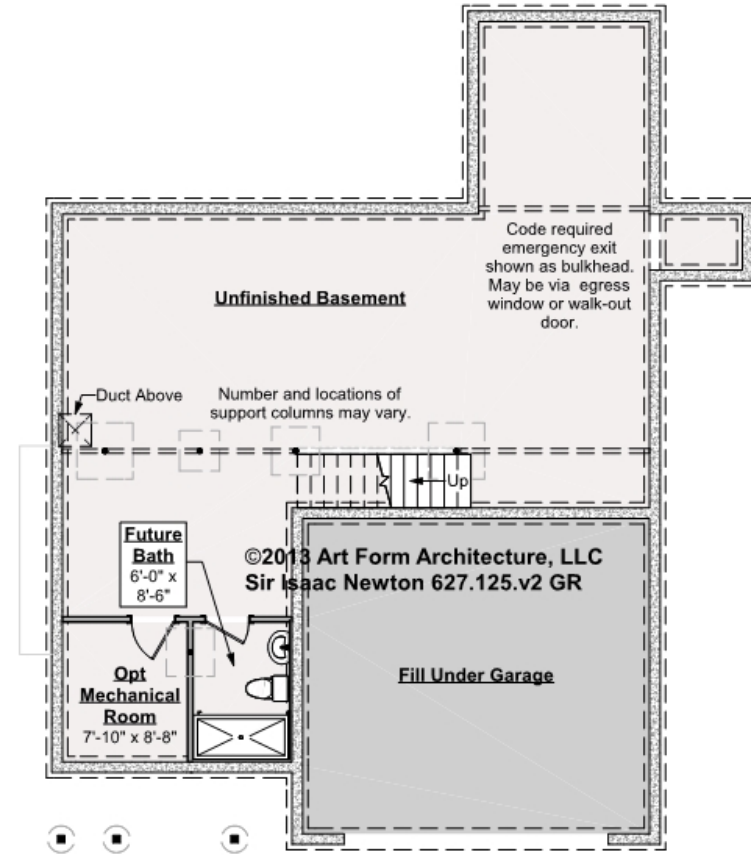 Code required
emergency exit
shown as bulkhead.
May be via egress
window or walk-out
door.
Unfinished Basement
Duct Above
Number and locations of
support columns may vary.
Up
Future
Bath
6'-0" x
8'-6"
©2013 Art Form Architecture, LLC
Sir Isaac Newton 627.125.v2 GR
Opt
Mechanical
Room
7'-10" x 8'-8"
Fill Under Garage